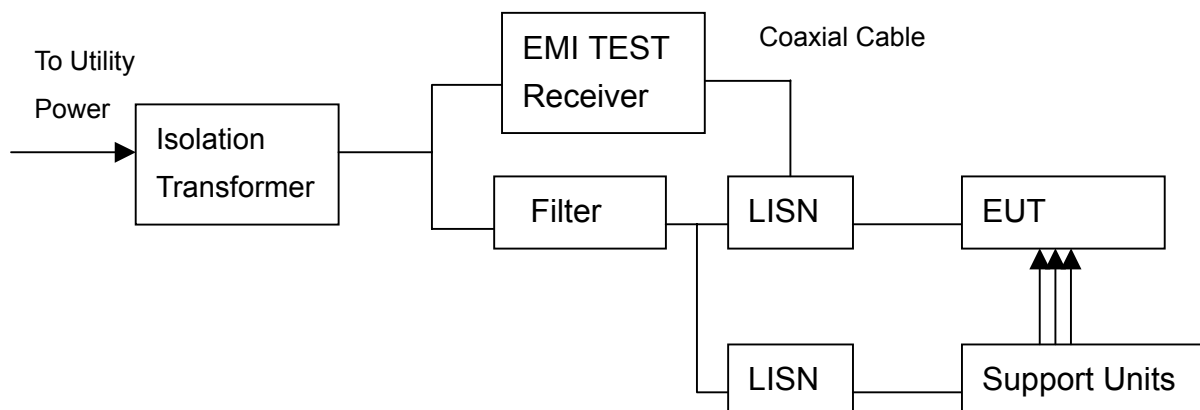 To Utility
Power
Isolation
Transformer
EMI TEST
Receiver
Coaxial Cable
Filter
LISN
EUT
LISN
Support Units